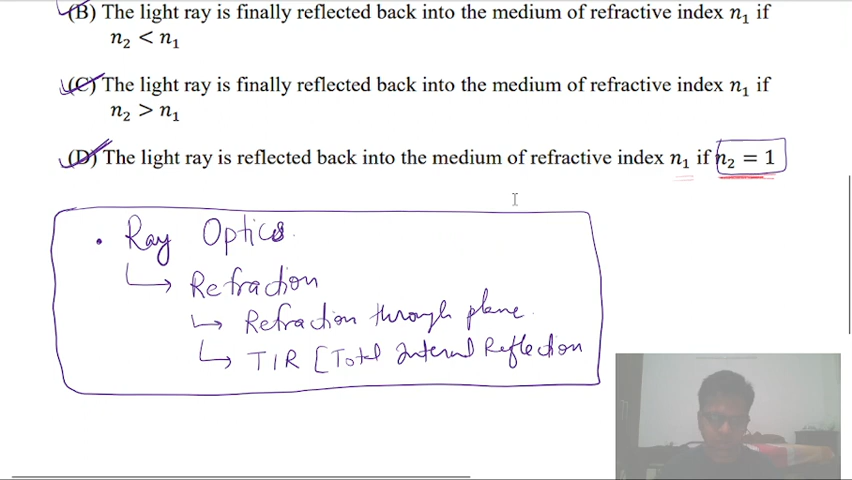 (B) The light ray is finally reflected back into the medium of refractive index n₁ if
n₂ < n₁
(C) The light ray is finally reflected back into the medium of refractive index n₁ if
n₂ > n₁
(D) The light ray is reflected back into the medium of refractive index n₁ if n₂ = 1
• Ray Optics.
↳ Refraction
↳ Refraction through plane.
↳ TIR [Total Internal Reflection